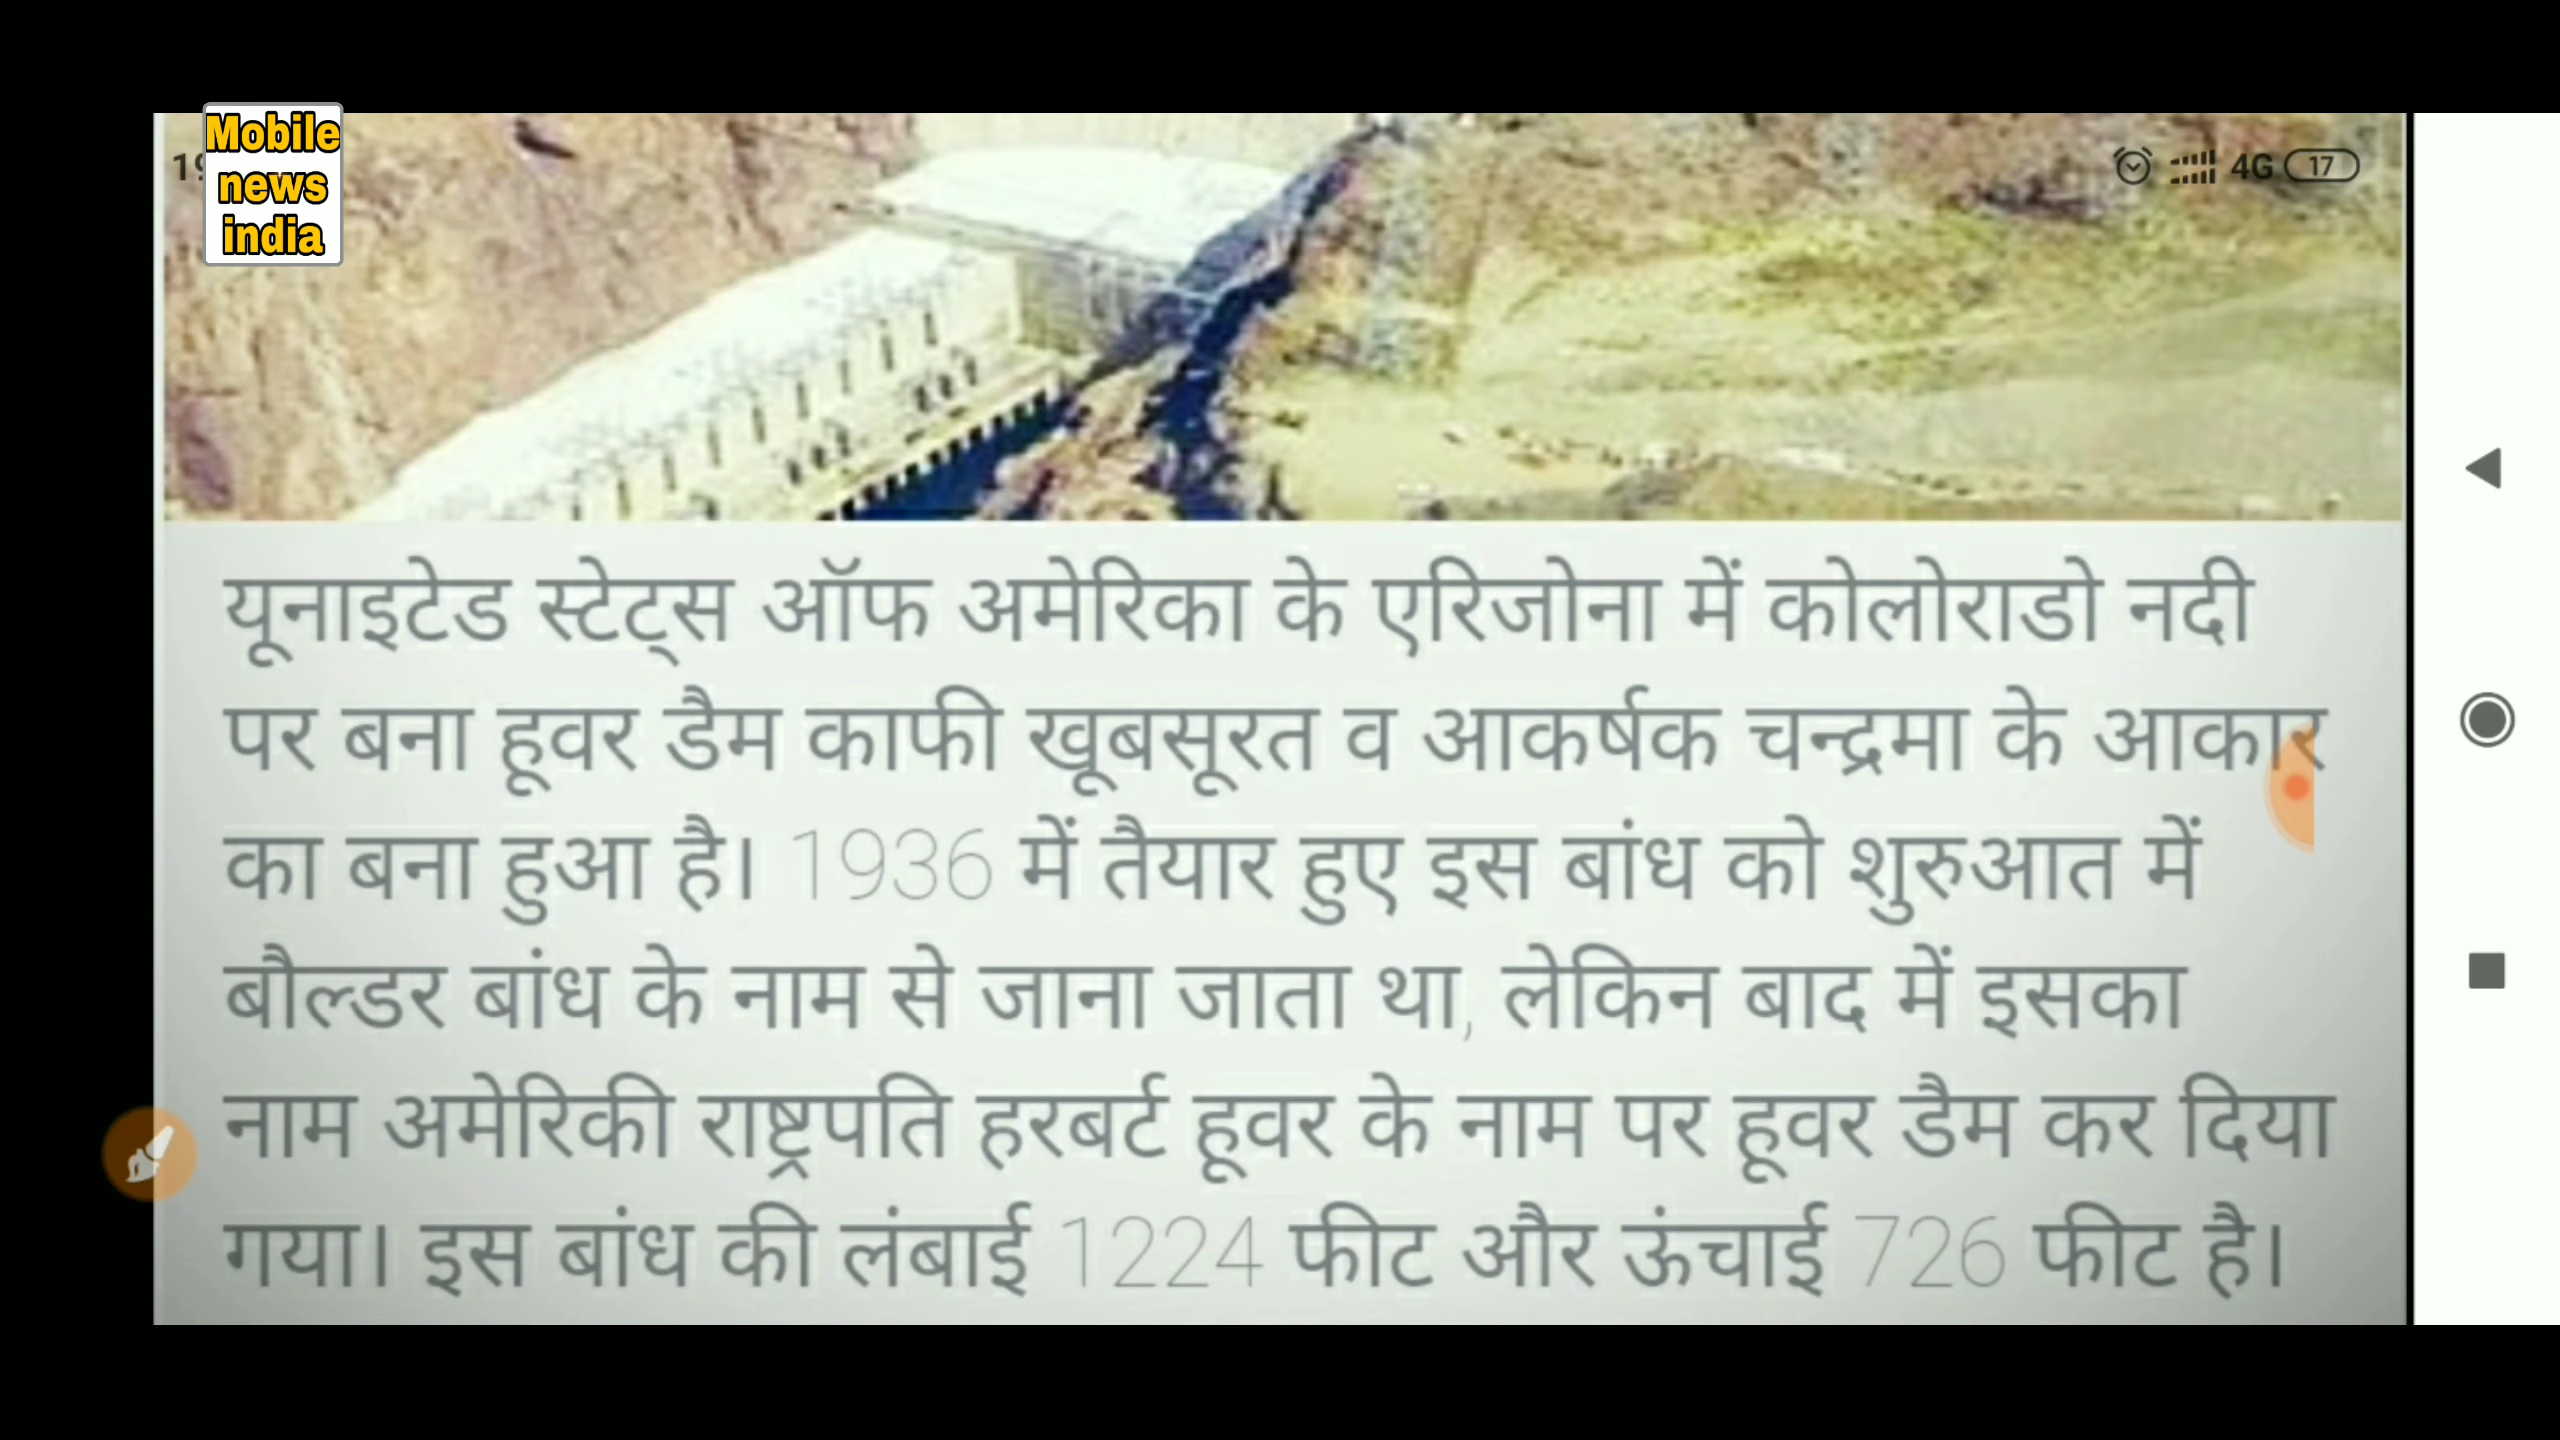 Mobile
news
india
19
4G 17
यूनाइटेड स्टेट्स ऑफ अमेरिका के एरिजोना में कोलोराडो नदी
पर बना हूवर डैम काफी खूबसूरत व आकर्षक चन्द्रमा के आकार
का बना हुआ है। 1936 में तैयार हुए इस बांध को शुरुआत में
बौल्डर बांध के नाम से जाना जाता था, लेकिन बाद में इसका
नाम अमेरिकी राष्ट्रपति हरबर्ट हूवर के नाम पर हूवर डैम कर दिया
गया। इस बांध की लंबाई 1224 फीट और ऊंचाई 726 फीट है।